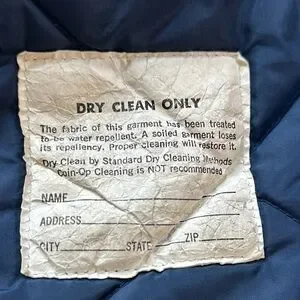 DRY CLEAN ONLY
The fabric of this garment has been treated
to be water repellent. A soiled garment loses
its repellency. Proper cleaning will restore it.
Dry Clean by Standard Dry Cleaning Methods
Coin-Op Cleaning is NOT recommended
NAME
ADDRESS
CITY STATE ZIP